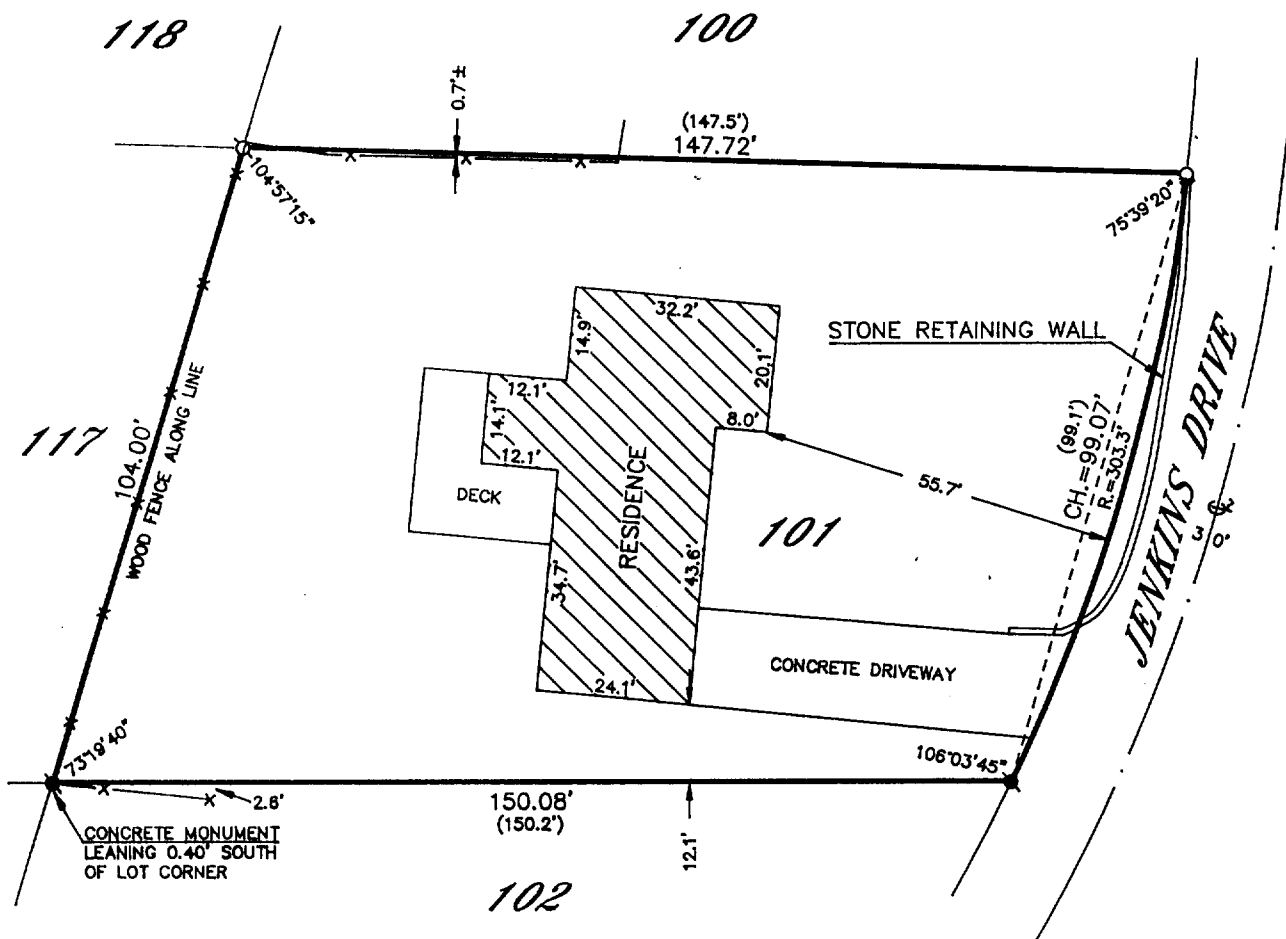 118
100
0.7'±
(147.5')
147.72'
104°57'15"
75°39'20"
32.2'
14.9'
20.1'
STONE RETAINING WALL
12.1'
14.1'
12.1'
8.0'
117
104.00'
WOOD FENCE ALONG LINE
DECK
RESIDENCE
55.7'
101
(99.1')
CH.=99.07'
R.=303.3'
JENKINS DRIVE
3 0'
43.6'
34.7'
24.1'
CONCRETE DRIVEWAY
73°19'40"
106°03'45"
2.6'
150.08'
(150.2')
12.1'
CONCRETE MONUMENT
LEANING 0.40' SOUTH
OF LOT CORNER
102